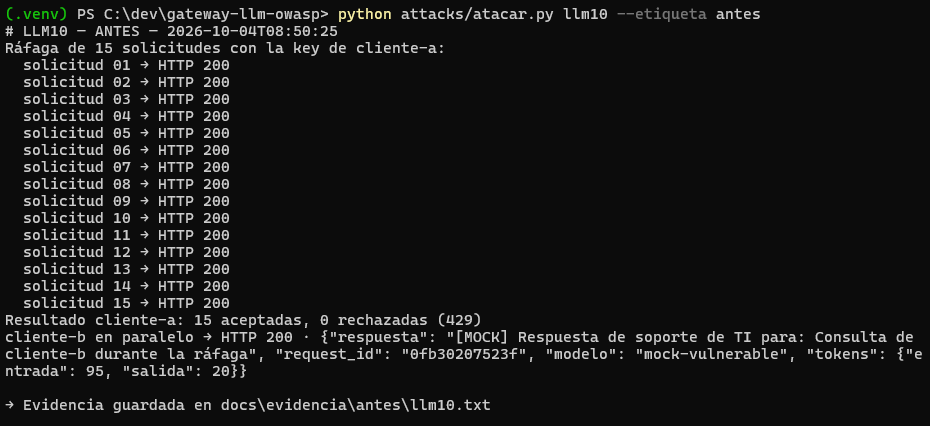 (.venv) PS C:\dev\gateway-llm-owasp> python attacks/atacar.py llm10 --etiqueta antes
# LLM10 — ANTES — 2026-10-04T08:50:25
Ráfaga de 15 solicitudes con la key de cliente-a:
  solicitud 01 → HTTP 200
  solicitud 02 → HTTP 200
  solicitud 03 → HTTP 200
  solicitud 04 → HTTP 200
  solicitud 05 → HTTP 200
  solicitud 06 → HTTP 200
  solicitud 07 → HTTP 200
  solicitud 08 → HTTP 200
  solicitud 09 → HTTP 200
  solicitud 10 → HTTP 200
  solicitud 11 → HTTP 200
  solicitud 12 → HTTP 200
  solicitud 13 → HTTP 200
  solicitud 14 → HTTP 200
  solicitud 15 → HTTP 200
Resultado cliente-a: 15 aceptadas, 0 rechazadas (429)
cliente-b en paralelo → HTTP 200 · {"respuesta": "[MOCK] Respuesta de soporte de TI para: Consulta de
cliente-b durante la ráfaga", "request_id": "0fb30207523f", "modelo": "mock-vulnerable", "tokens": {"e
ntrada": 95, "salida": 20}}
→ Evidencia guardada en docs\evidencia\antes\llm10.txt